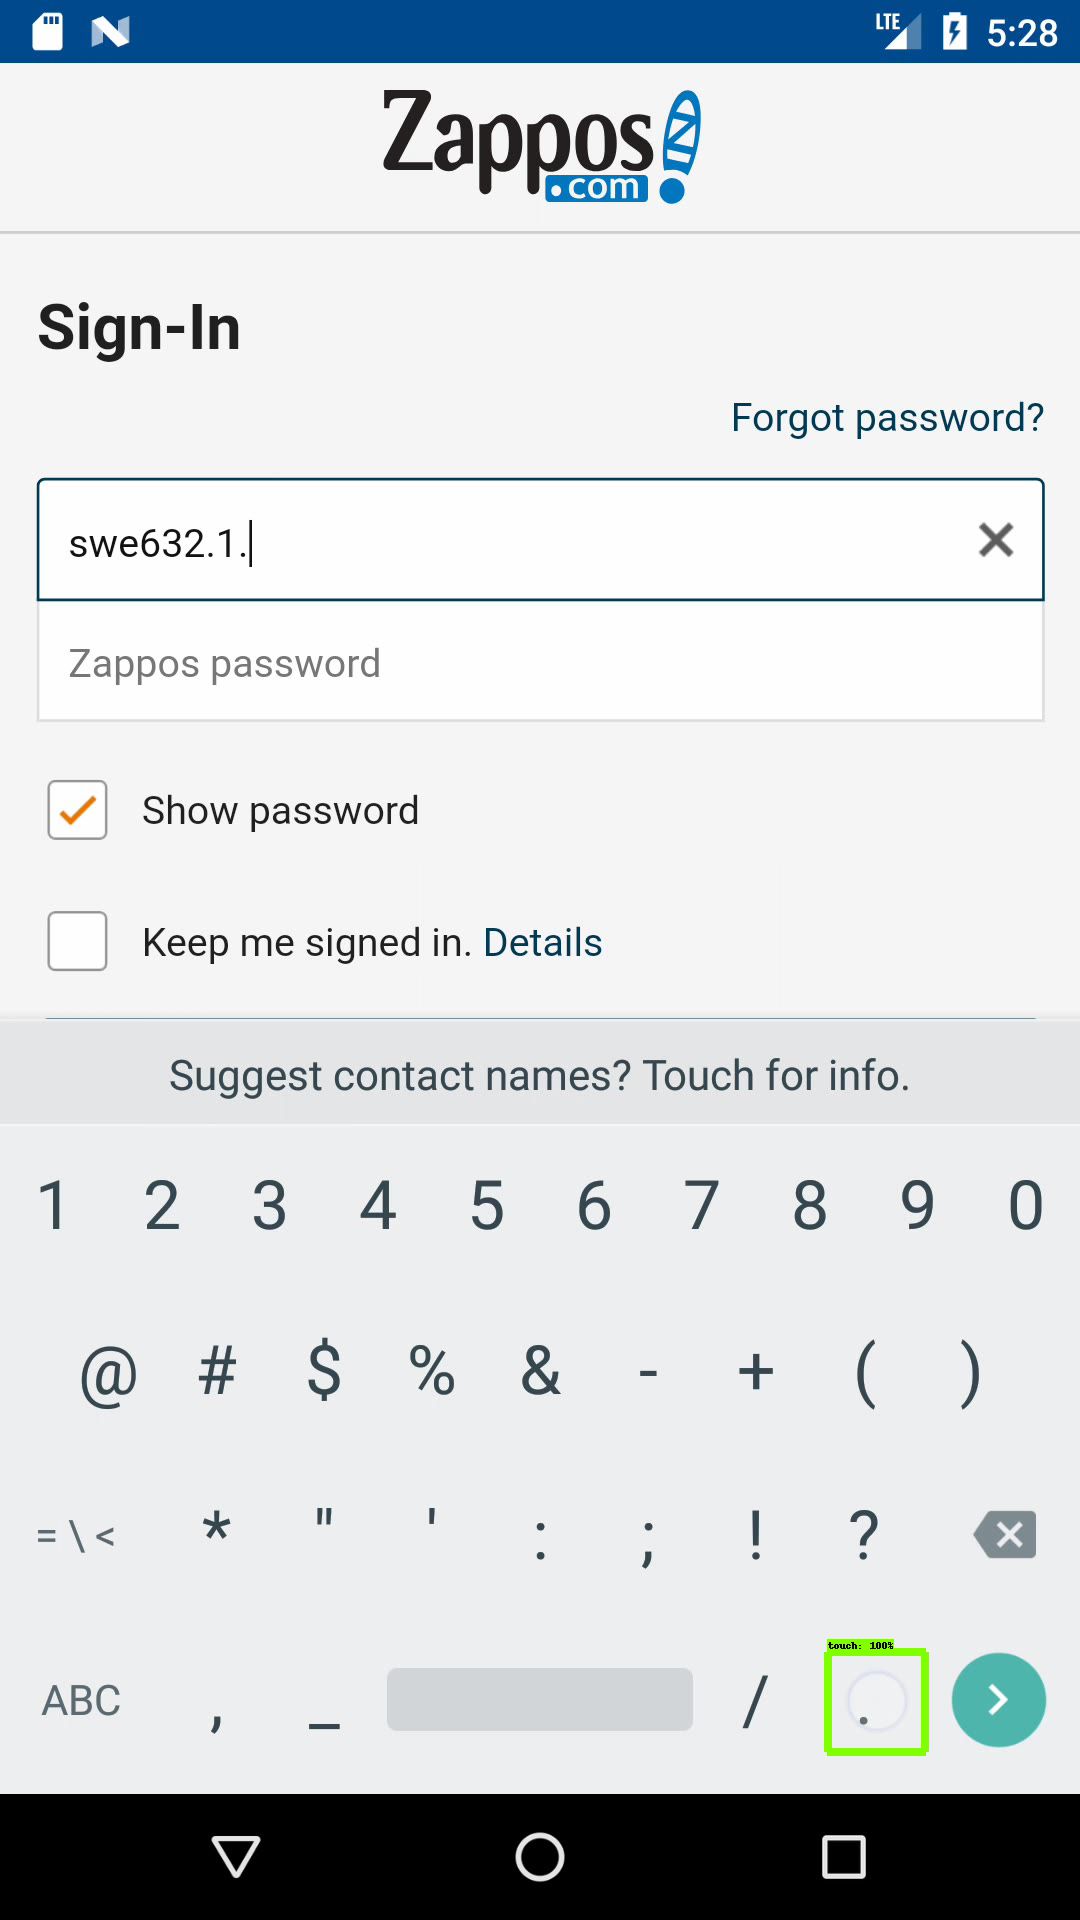 LTE 5:28
Zappos
.com
Sign-In
Forgot password?
swe632.1.
Zappos password
Show password
Keep me signed in. Details
Suggest contact names? Touch for info.
1 2 3 4 5 6 7 8 9 0
@ # $ % & - + ( )
= \ < * " ' : ; ! ?
touch: 100%
ABC , _ / .